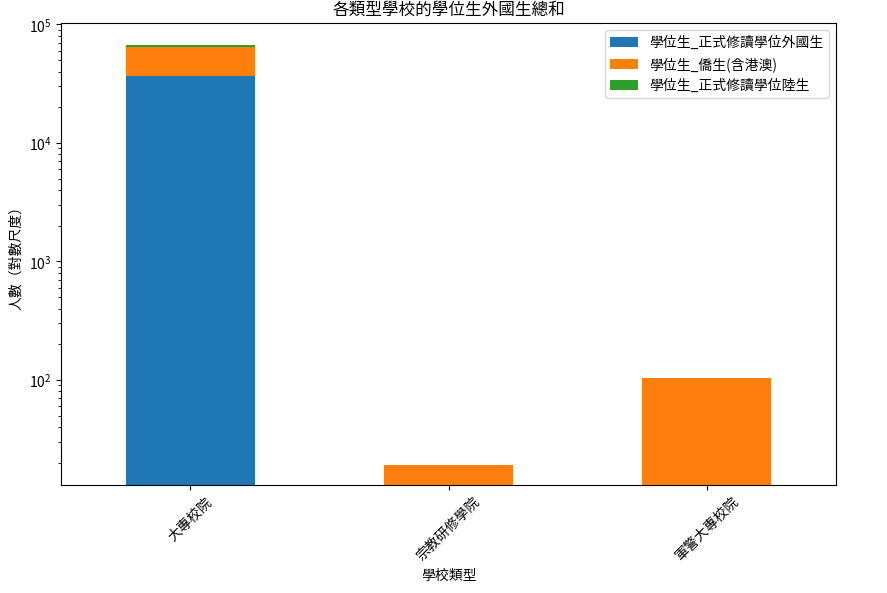 各類型學校的學位生外國生總和
學位生_正式修讀學位外國生
學位生_僑生(含港澳)
學位生_正式修讀學位陸生
10⁵
10⁴
10³
10²
人數（對數尺度）
大專校院
宗教研修學院
軍警大專校院
學校類型